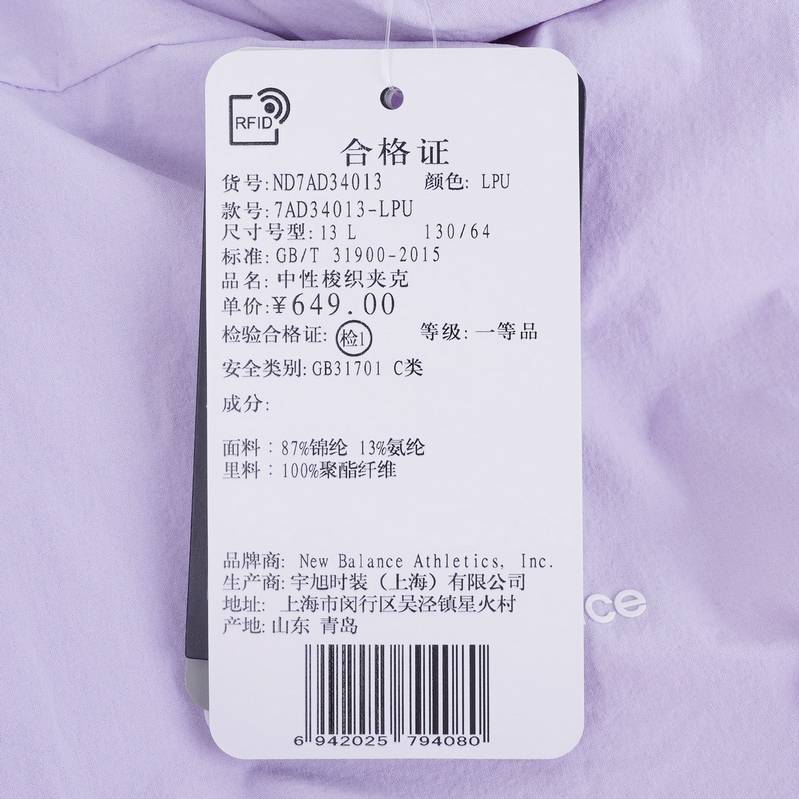 RFID
合格证
货号:ND7AD34013 颜色: LPU
款号:7AD34013-LPU
尺寸号型:13 L 130/64
标准:GB/T 31900-2015
品名:中性梭织夹克
单价:¥649.00
检验合格证: 检1 等级: 一等品
安全类别:GB31701 C类
成分:
面料：87%锦纶 13%氨纶
里料：100%聚酯纤维
品牌商: New Balance Athletics, Inc.
生产商:宇旭时装（上海）有限公司
地址: 上海市闵行区吴泾镇星火村
产地:山东 青岛
nce
6 942025 794080